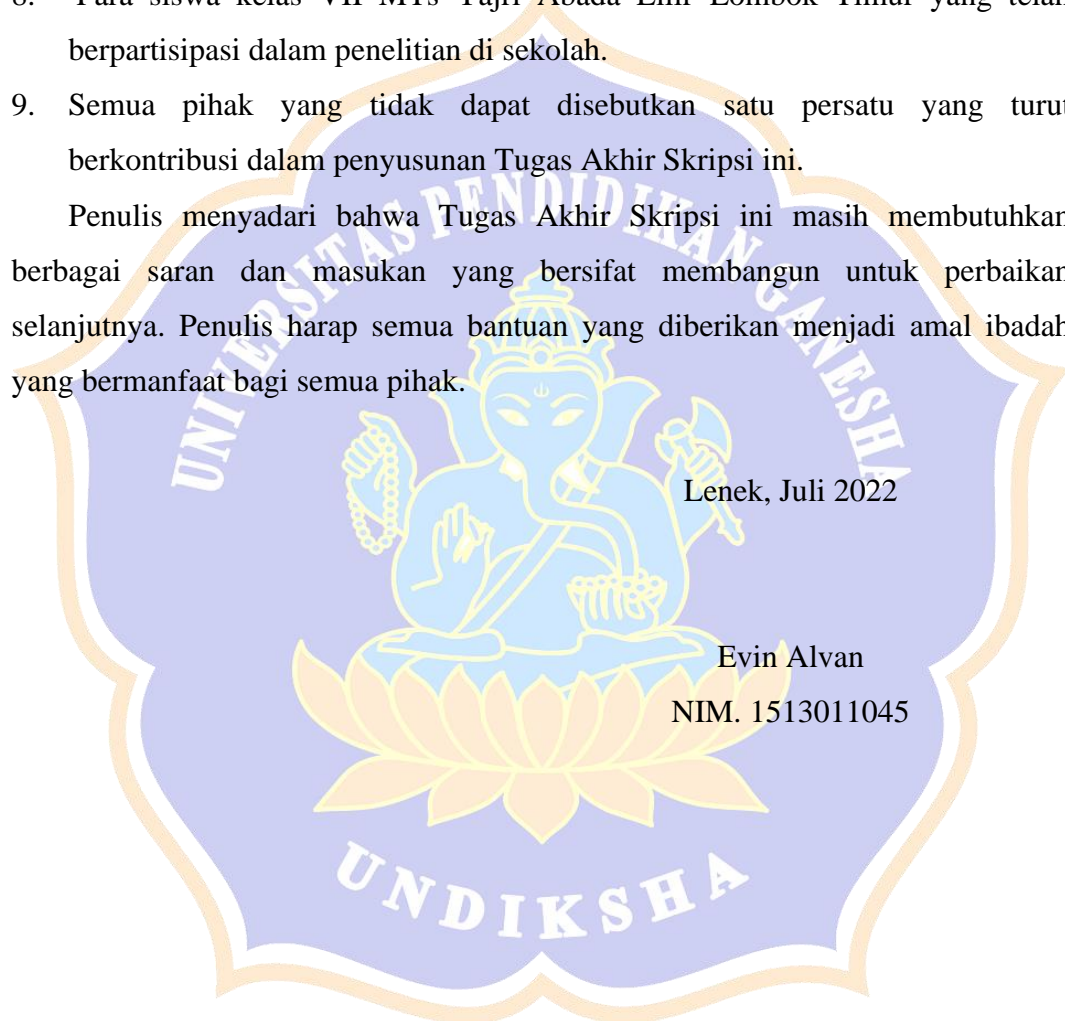 8. Para siswa kelas VII MTs Fajri Abada Lilir Lombok Timur yang telah
berpartisipasi dalam penelitian di sekolah.
9. Semua pihak yang tidak dapat disebutkan satu persatu yang turut
berkontribusi dalam penyusunan Tugas Akhir Skripsi ini.
Penulis menyadari bahwa Tugas Akhir Skripsi ini masih membutuhkan
berbagai saran dan masukan yang bersifat membangun untuk perbaikan
selanjutnya. Penulis harap semua bantuan yang diberikan menjadi amal ibadah
yang bermanfaat bagi semua pihak.
UNIVERSITAS PENDIDIKAN GANESHA
Lenek, Juli 2022
Evin Alvan
NIM. 1513011045
UNDIKSHA